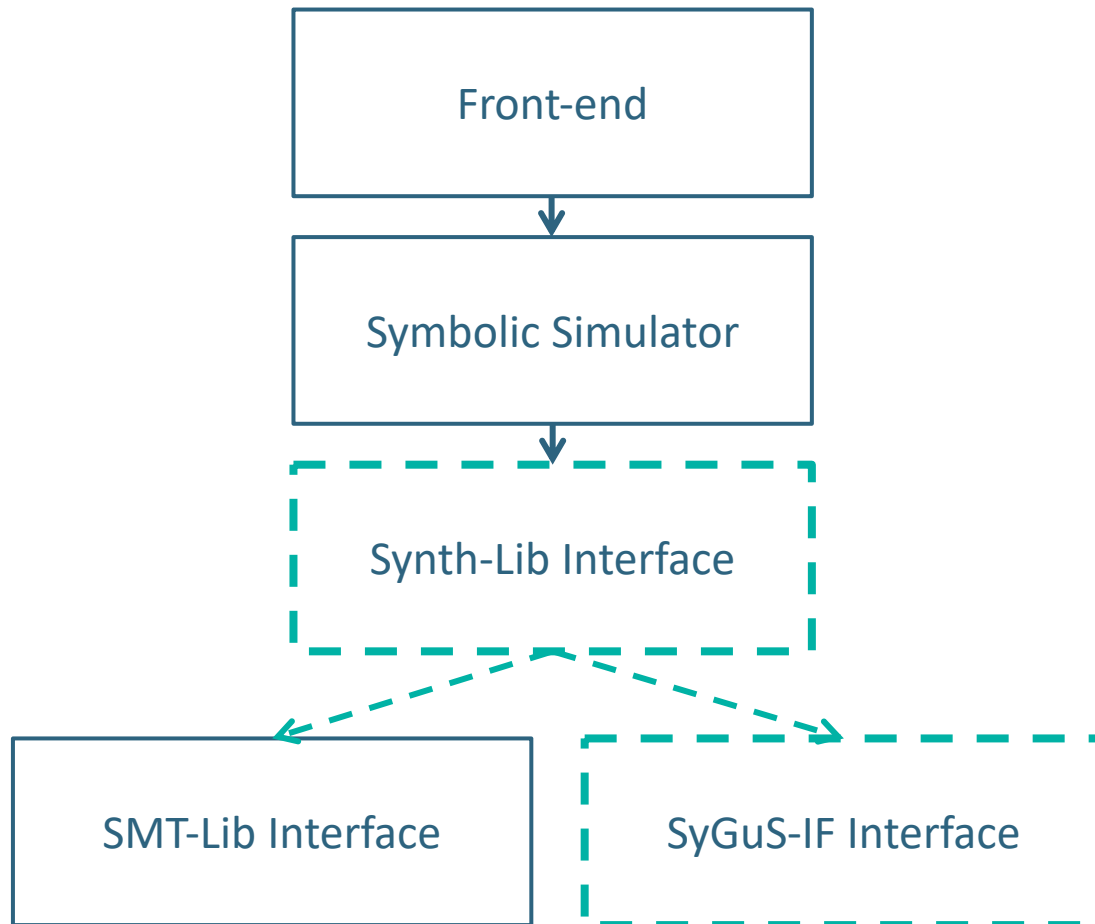 Front-end
Symbolic Simulator
Synth-Lib Interface
SMT-Lib Interface
SyGuS-IF Interface